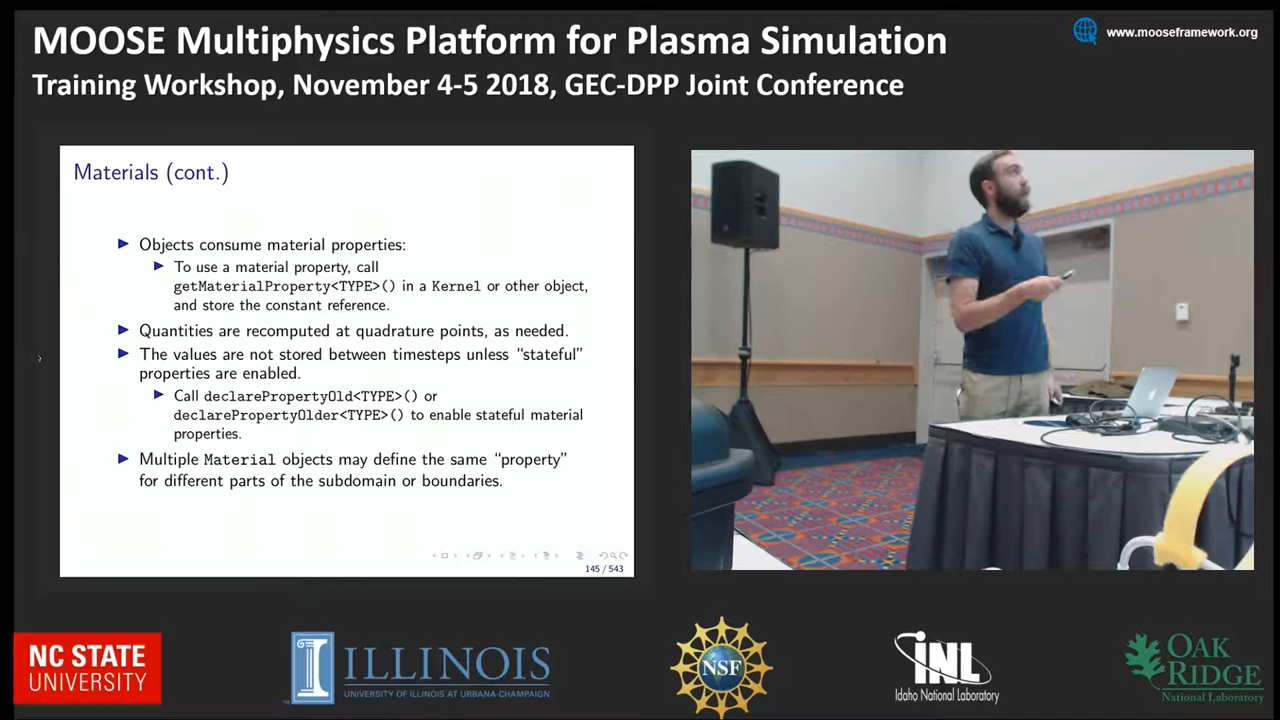 MOOSE Multiphysics Platform for Plasma Simulation
www.mooseframework.org
Training Workshop, November 4-5 2018, GEC-DPP Joint Conference
Materials (cont.)
Objects consume material properties:
To use a material property, call
getMaterialProperty<TYPE>() in a Kernel or other object,
and store the constant reference.
Quantities are recomputed at quadrature points, as needed.
The values are not stored between timesteps unless “stateful”
properties are enabled.
Call declarePropertyOld<TYPE>() or
declarePropertyOlder<TYPE>() to enable stateful material
properties.
Multiple Material objects may define the same “property”
for different parts of the subdomain or boundaries.
145 / 543
NC STATE
UNIVERSITY
ILLINOIS
UNIVERSITY OF ILLINOIS AT URBANA-CHAMPAIGN
NSF
INL
Idaho National Laboratory
OAK
RIDGE
National Laboratory